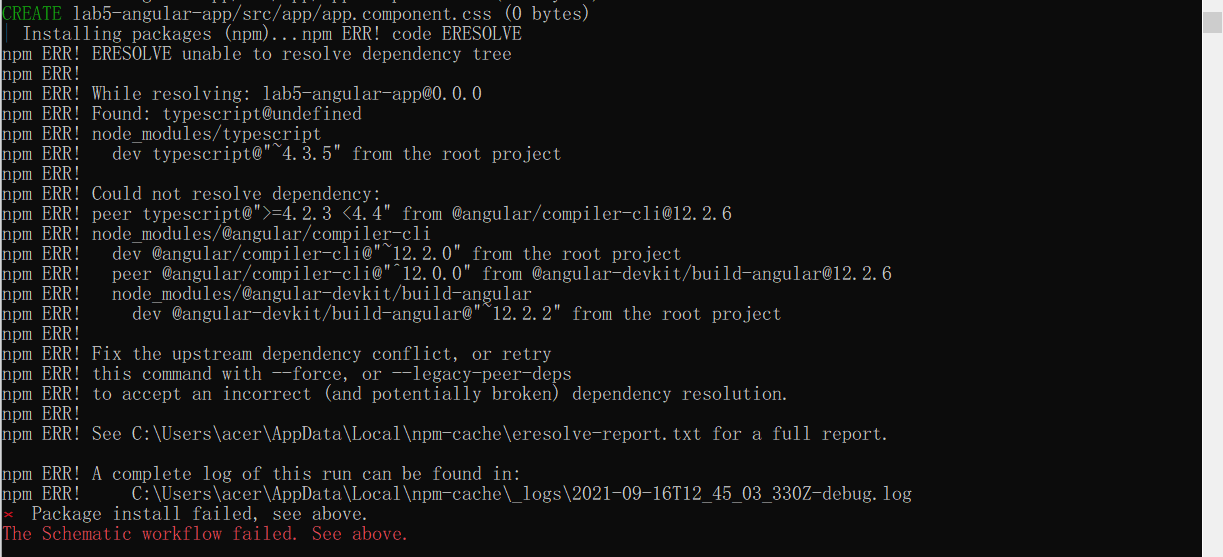 CREATE lab5-angular-app/src/app/app.component.css (0 bytes)
| Installing packages (npm)...npm ERR! code ERESOLVE
npm ERR! ERESOLVE unable to resolve dependency tree
npm ERR!
npm ERR! While resolving: lab5-angular-app@0.0.0
npm ERR! Found: typescript@undefined
npm ERR! node_modules/typescript
npm ERR!   dev typescript@"~4.3.5" from the root project
npm ERR!
npm ERR! Could not resolve dependency:
npm ERR! peer typescript@">=4.2.3 <4.4" from @angular/compiler-cli@12.2.6
npm ERR! node_modules/@angular/compiler-cli
npm ERR!   dev @angular/compiler-cli@"~12.2.0" from the root project
npm ERR!   peer @angular/compiler-cli@"^12.0.0" from @angular-devkit/build-angular@12.2.6
npm ERR!   node_modules/@angular-devkit/build-angular
npm ERR!     dev @angular-devkit/build-angular@"~12.2.2" from the root project
npm ERR!
npm ERR! Fix the upstream dependency conflict, or retry
npm ERR! this command with --force, or --legacy-peer-deps
npm ERR! to accept an incorrect (and potentially broken) dependency resolution.
npm ERR!
npm ERR! See C:\Users\acer\AppData\Local\npm-cache\eresolve-report.txt for a full report.
npm ERR! A complete log of this run can be found in:
npm ERR!     C:\Users\acer\AppData\Local\npm-cache\_logs\2021-09-16T12_45_03_330Z-debug.log
× Package install failed, see above.
The Schematic workflow failed. See above.